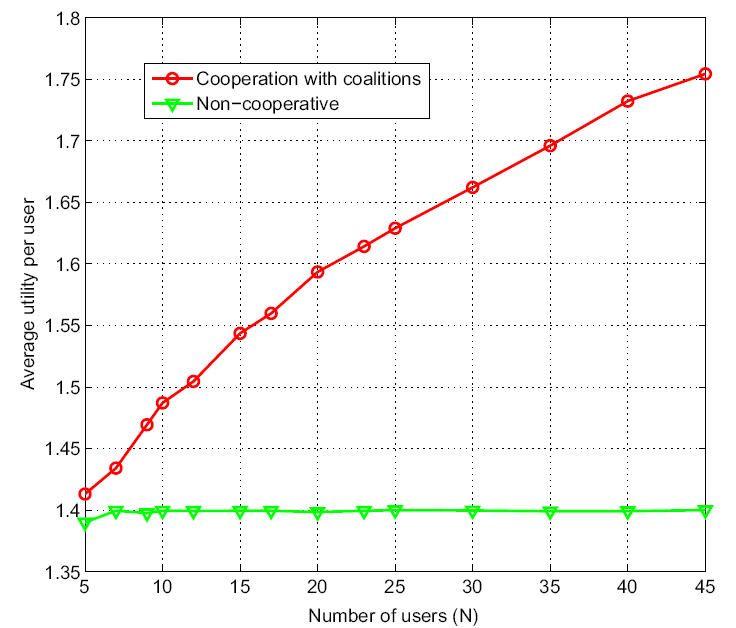 1.8
1.75
1.7
1.65
1.6
1.55
1.5
1.45
1.4
1.35
Average utility per user
Cooperation with coalitions
Non−cooperative
5 10 15 20 25 30 35 40 45
Number of users (N)